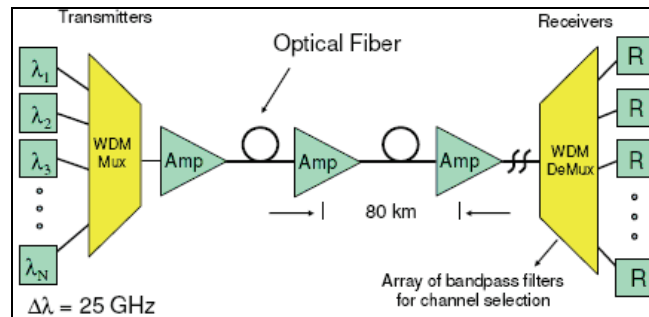 Transmitters
Receivers
Optical Fiber
λ1
λ2
λ3
λN
WDM
Mux
Amp
Amp
Amp
80 km
WDM
DeMux
R
R
R
R
Array of bandpass filters
for channel selection
Δλ = 25 GHz